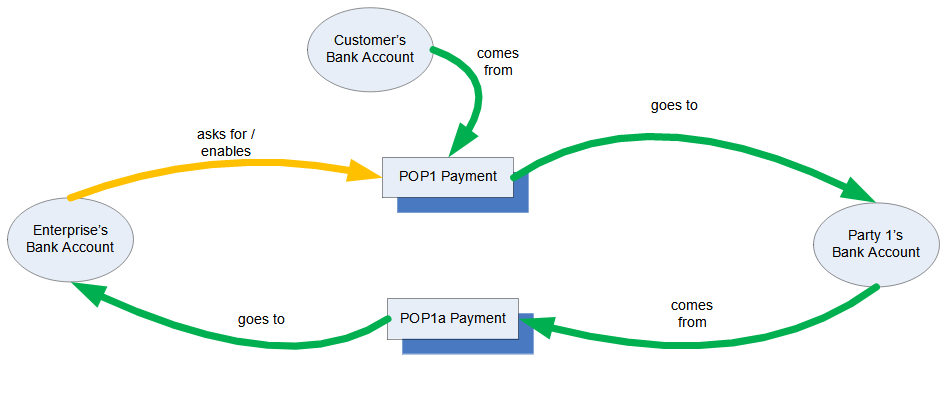 Customer's
Bank Account
comes
from
goes to
asks for /
enables
POP1 Payment
Enterprise's
Bank Account
Party 1's
Bank Account
goes to
POP1a Payment
comes
from